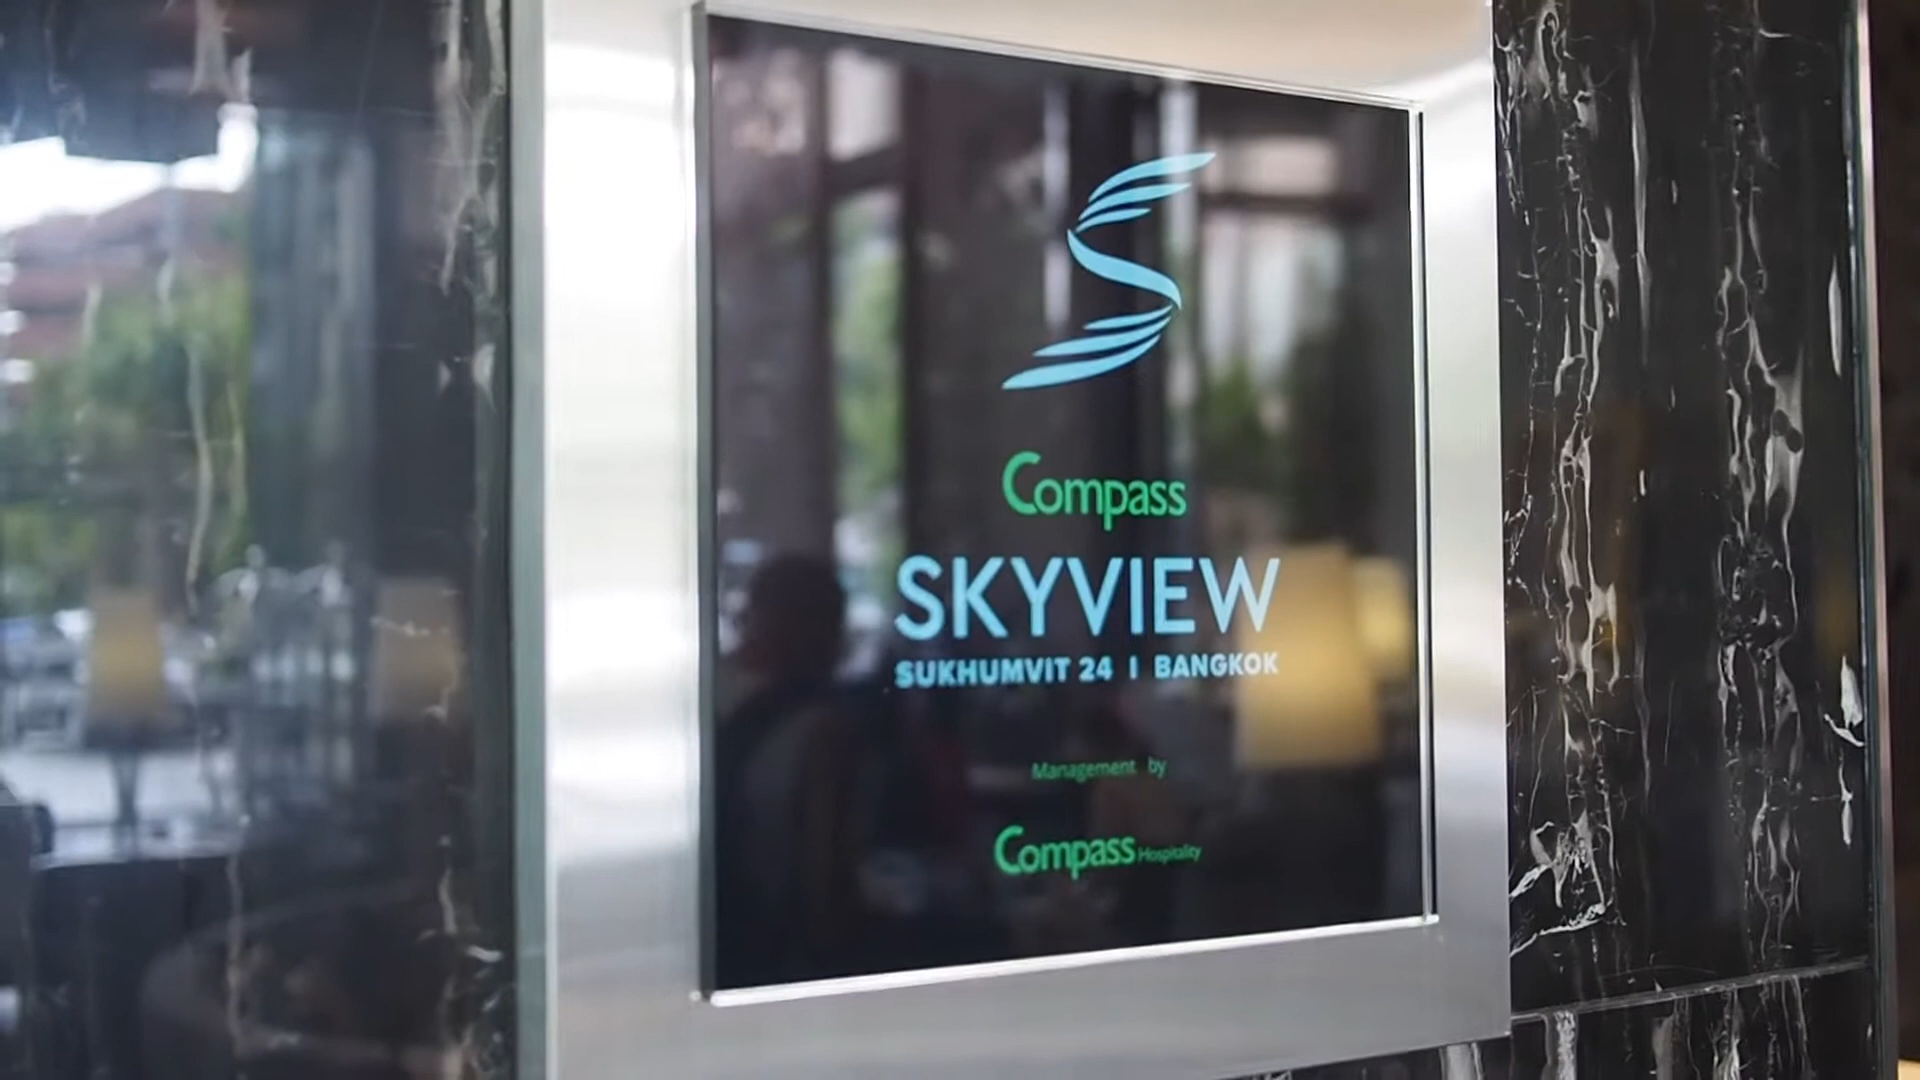 Compass
SKYVIEW
SUKHUMVIT 24 | BANGKOK
Management by
Compass Hospitality